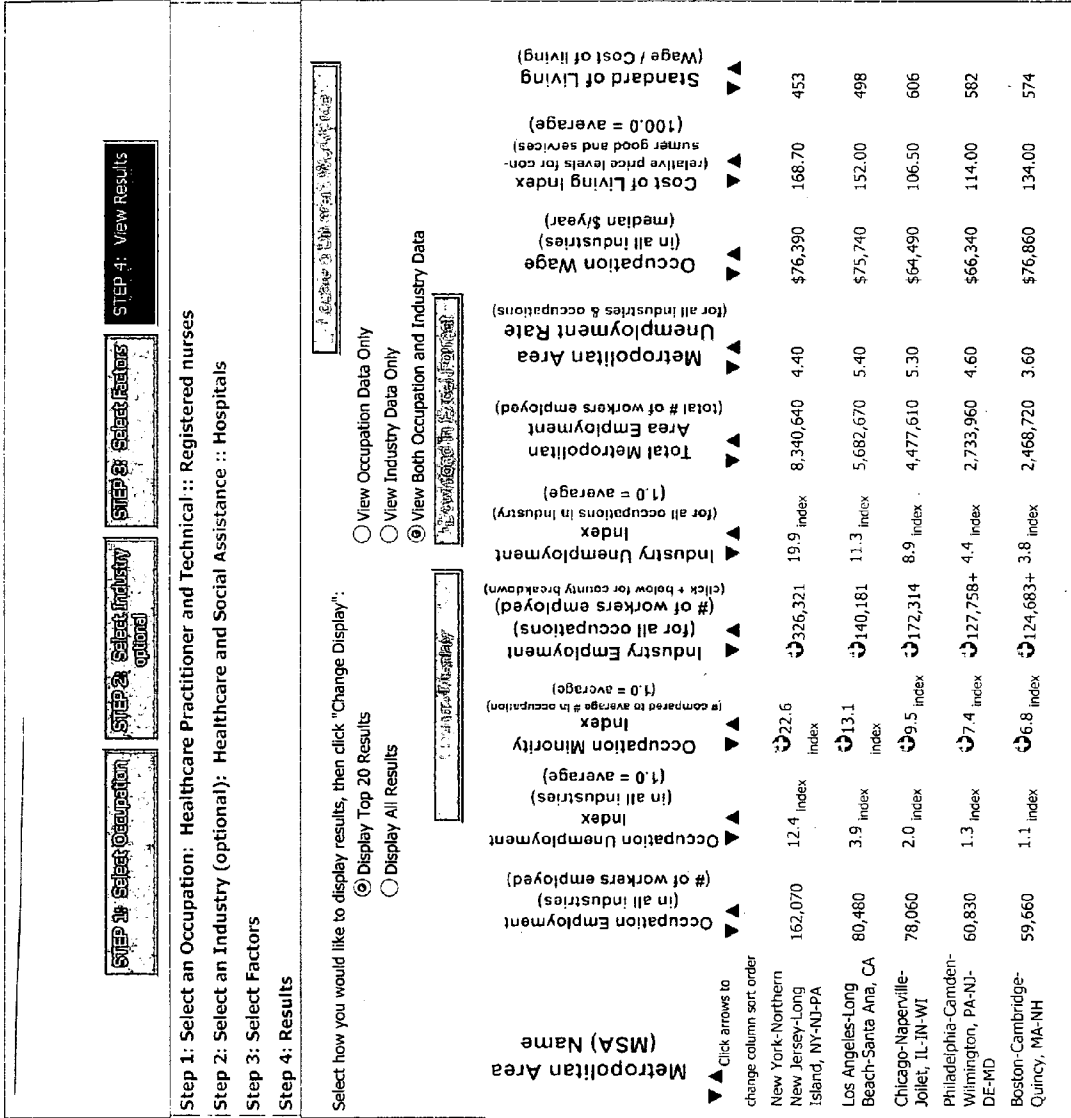 STEP 1: Select Occupation
STEP 2: Select Industry
optional
STEP 3: Select Factors
STEP 4: View Results
Step 1: Select an Occupation: Healthcare Practitioner and Technical :: Registered nurses
Step 2: Select an Industry (optional): Healthcare and Social Assistance :: Hospitals
Step 3: Select Factors
Step 4: Results
Select how you would like to display results, then click "Change Display":
Display Top 20 Results
Display All Results
View Occupation Data Only
View Industry Data Only
View Both Occupation and Industry Data
Change Display
Download in Excel Format
Metropolitan Area
(MSA) Name
▼▲ Click arrows to
change column sort order
Occupation Employment
(in all industries)
(# of workers employed)
Occupation Unemployment
Index
(in all industries)
(1.0 = average)
Occupation Minority
Index
(# compared to average # in occupation)
(1.0 = average)
Industry Employment
(for all occupations)
(# of workers employed)
(click + below for county breakdown)
Industry Unemployment
Index
(for all occupations in industry)
(1.0 = average)
Total Metropolitan
Area Employment
(total # of workers employed)
Metropolitan Area
Unemployment Rate
(for all industries & occupations)
Occupation Wage
(in all industries)
(median $/year)
Cost of Living Index
(relative price levels for con-
sumer good and services)
(100.0 = average)
Standard of Living
(Wage / Cost of living)
New York-Northern
New Jersey-Long
Island, NY-NJ-PA
162,070 12.4 index 22.6 index 326,321 19.9 index 8,340,640 4.40 $76,390 168.70 453
Los Angeles-Long
Beach-Santa Ana, CA
80,480 3.9 index 13.1 index 140,181 11.3 index 5,682,670 5.40 $75,740 152.00 498
Chicago-Naperville-
Joilet, IL-IN-WI
78,060 2.0 index 9.5 index 172,314 8.9 index 4,477,610 5.30 $64,490 106.50 606
Philadelphia-Camden-
Wilmington, PA-NJ-
DE-MD
60,830 1.3 index 7.4 index 127,758+ 4.4 index 2,733,960 4.60 $66,340 114.00 582
Boston-Cambridge-
Quincy, MA-NH
59,660 1.1 index 6.8 index 124,683+ 3.8 index 2,468,720 3.60 $76,860 134.00 574